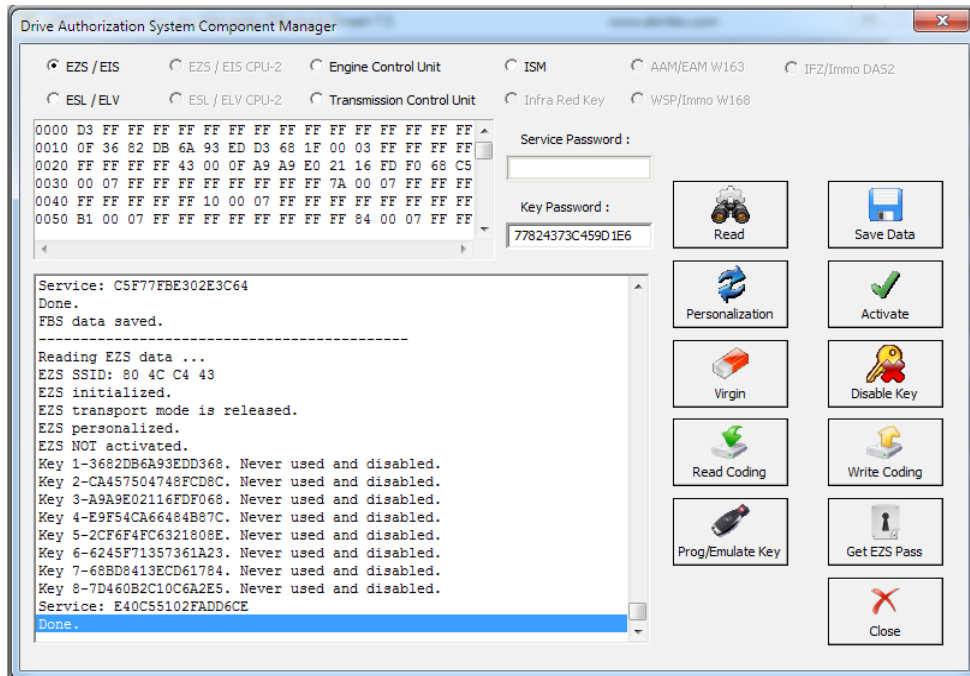 Drive Authorization System Component Manager
EZS / EIS
EZS / EIS CPU-2
Engine Control Unit
ISM
AAM/EAM W163
IFZ/Immo DAS2
ESL / ELV
ESL / ELV CPU-2
Transmission Control Unit
Infra Red Key
WSP/Immo W168
0000 D3 FF FF FF FF FF FF FF FF FF FF FF FF FF FF FF
0010 0F 36 82 DB 6A 93 ED D3 68 1F 00 03 FF FF FF FF
0020 FF FF FF FF 43 00 0F A9 A9 E0 21 16 FD F0 68 C5
0030 00 07 FF FF FF FF FF FF FF FF 7A 00 07 FF FF FF
0040 FF FF FF FF FF 10 00 07 FF FF FF FF FF FF FF FF
0050 B1 00 07 FF FF FF FF FF FF FF FF 84 00 07 FF FF
Service Password :
Key Password :
77824373C459D1E6
Service: C5F77FBE302E3C64
Done.
FBS data saved.
--------------------------------------------
Reading EZS data ...
EZS SSID: 80 4C C4 43
EZS initialized.
EZS transport mode is released.
EZS personalized.
EZS NOT activated.
Key 1-3682DB6A93EDD368. Never used and disabled.
Key 2-CA457504748FCD8C. Never used and disabled.
Key 3-A9A9E02116FDF068. Never used and disabled.
Key 4-E9F54CA66484B87C. Never used and disabled.
Key 5-2CF6F4FC6321808E. Never used and disabled.
Key 6-6245F71357361A23. Never used and disabled.
Key 7-68BD8413ECD61784. Never used and disabled.
Key 8-7D460B2C10C6A2E5. Never used and disabled.
Service: E40C55102FADD6CE
Done.
Read
Save Data
Personalization
Activate
Virgin
Disable Key
Read Coding
Write Coding
Prog/Emulate Key
Get EZS Pass
Close